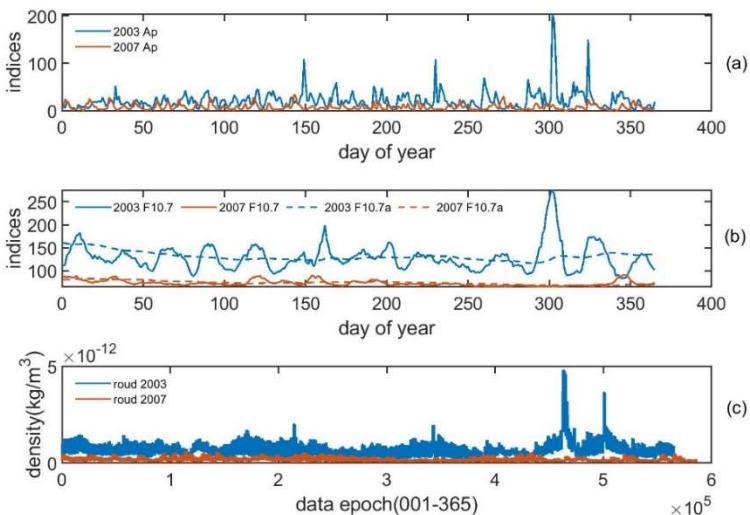 200
2003 Ap
2007 Ap
indices
100
(a)
0
0 50 100 150 200 250 300 350 400
day of year
250
2003 F10.7 2007 F10.7 2003 F10.7a 2007 F10.7a
200
indices
150
(b)
100
0 50 100 150 200 250 300 350 400
day of year
×10⁻¹²
5
roud 2003
roud 2007
density(kg/m³)
(c)
0
0 1 2 3 4 5 6
data epoch(001-365)
×10⁵